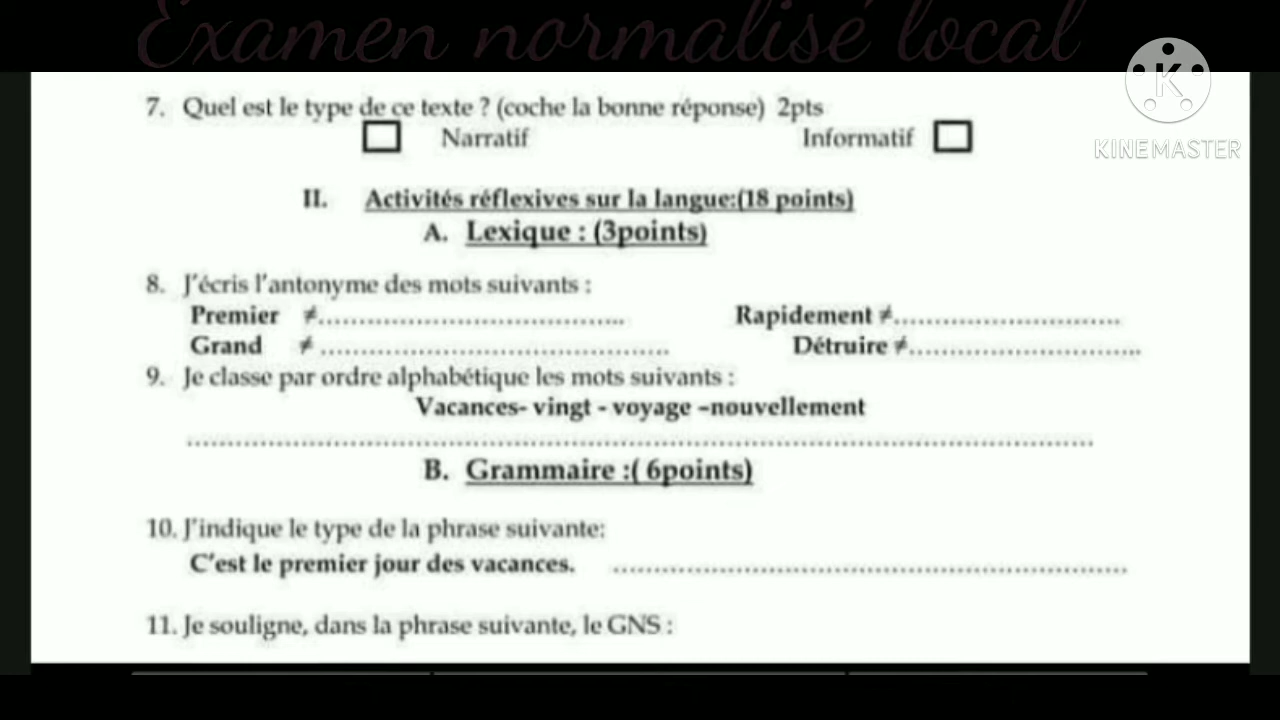 Examen normalisé local
K
KINEMASTER
7. Quel est le type de ce texte ? (coche la bonne réponse) 2pts
Narratif Informatif
II. Activités réflexives sur la langue:(18 points)
A. Lexique : (3points)
8. J'écris l'antonyme des mots suivants :
Premier ≠........................................ Rapidement ≠..............................
Grand ≠ ............................................ Détruire ≠..............................
9. Je classe par ordre alphabétique les mots suivants :
Vacances- vingt - voyage –nouvellement
................................................................................
B. Grammaire :( 6points)
10. J'indique le type de la phrase suivante:
C'est le premier jour des vacances. ................................................................
11. Je souligne, dans la phrase suivante, le GNS :